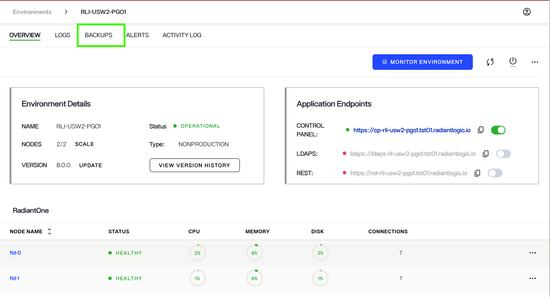 Environments > RLI-USW2-PG01
OVERVIEW LOGS BACKUPS ALERTS ACTIVITY LOG
MONITOR ENVIRONMENT
Environment Details
NAME RLI-USW2-PG01 Status OPERATIONAL
NODES 2/2 SCALE Type: NONPRODUCTION
VERSION 8.0.0 UPDATE VIEW VERSION HISTORY
Application Endpoints
CONTROL PANEL: https://cp-rli-usw2-pg01.tst01.radiantlogic.io
LDAPS: ldaps://ldaps-rli-usw2-pg01.tst01.radiantlogic.io
REST: https://rst-rli-usw2-pg01.tst01.radiantlogic.io
RadiantOne
NODE NAME STATUS CPU MEMORY DISK CONNECTIONS
fid-0 HEALTHY 2% 6% 2% 7
fid-1 HEALTHY 1% 6% 1% 7